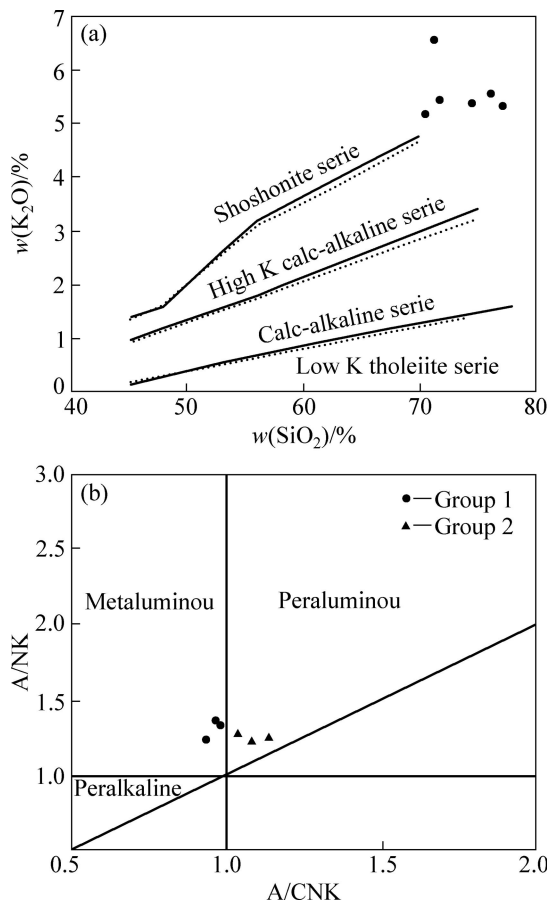 (a)
7
6
5
4
3
2
1
0
w(K₂O)/%
Shoshonite serie
High K calc-alkaline serie
Calc-alkaline serie
Low K tholeiite serie
40 50 60 70 80
w(SiO₂)/%
(b)
3.0
2.5
2.0
1.5
1.0
A/NK
●—Group 1
▲—Group 2
Metaluminou
Peraluminou
Peralkaline
0.5 1.0 1.5 2.0
A/CNK